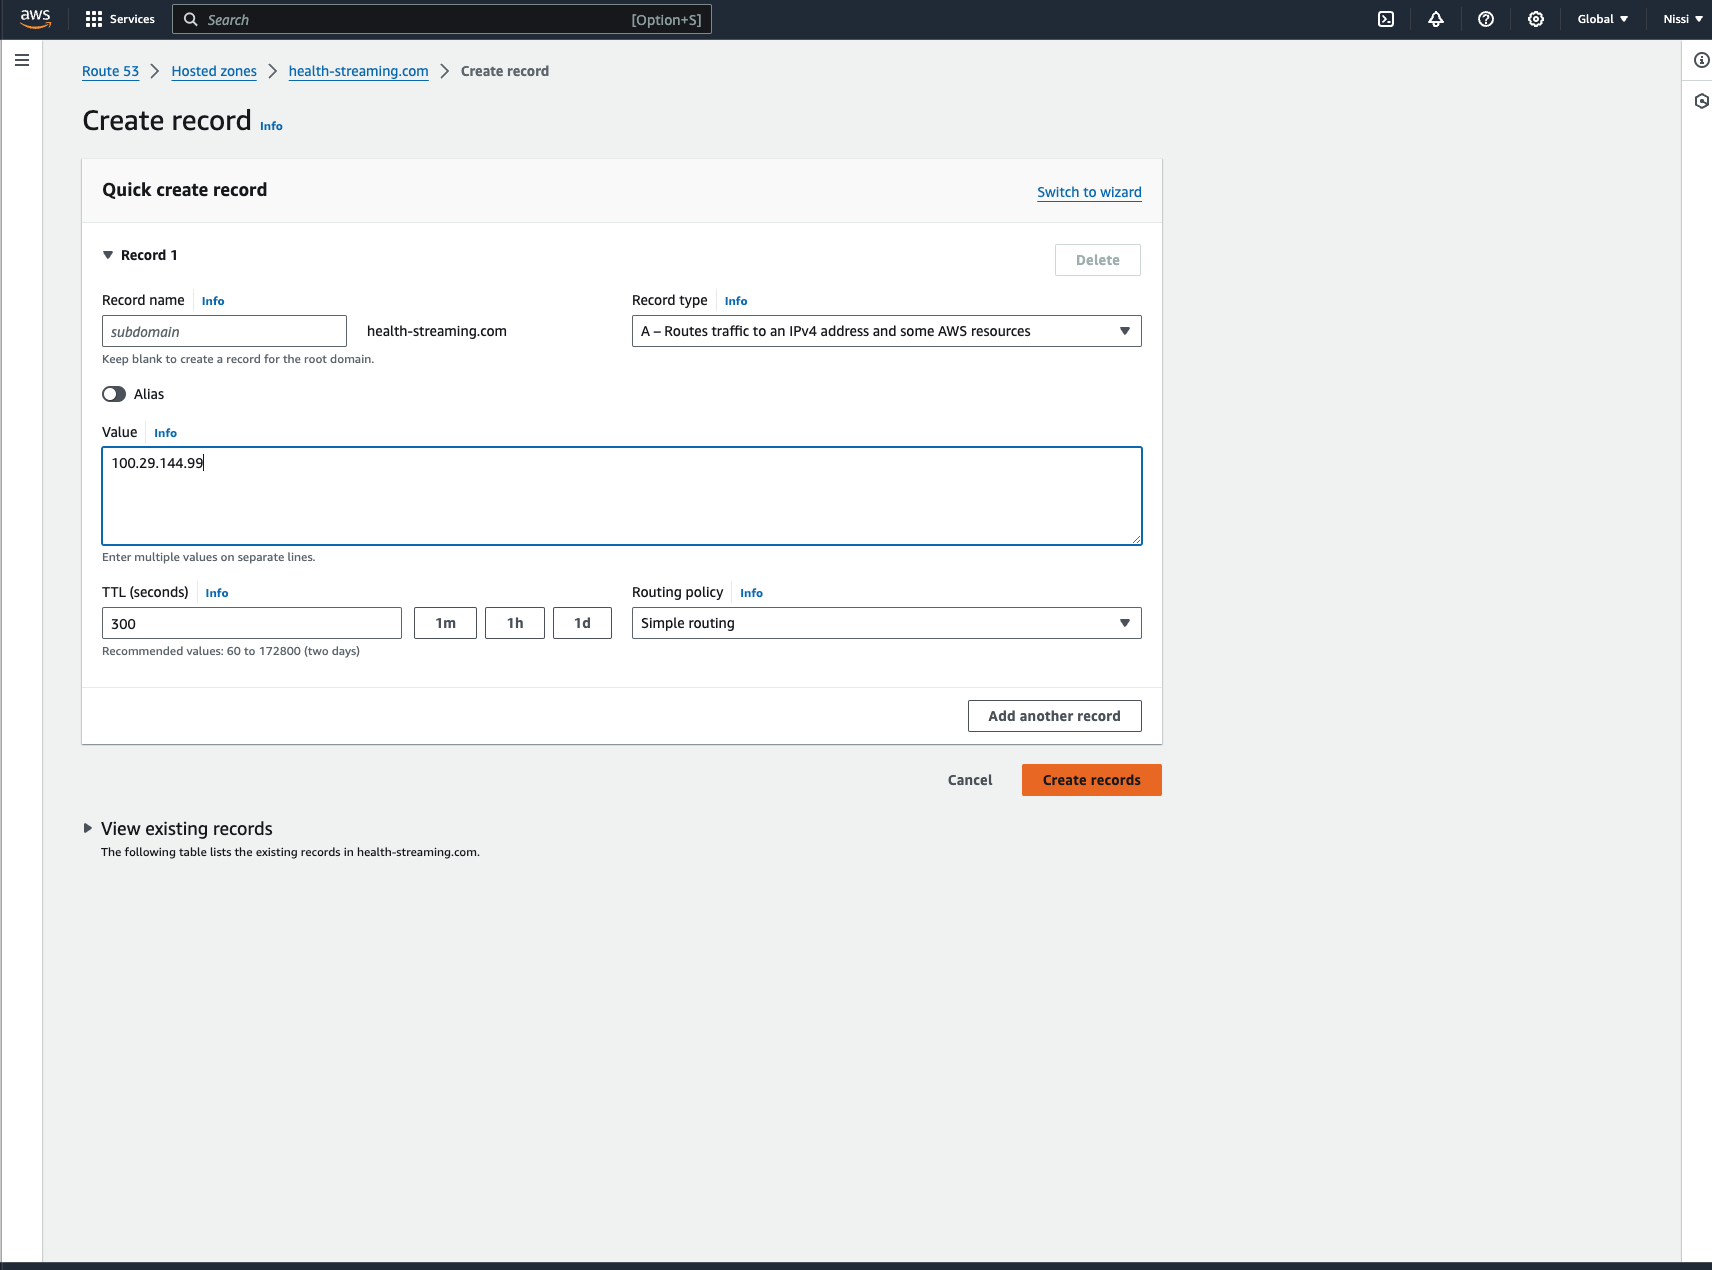 aws
Services
Search
[Option+S]
Global
Nissi
Route 53
Hosted zones
health-streaming.com
Create record
Create record
Info
Quick create record
Switch to wizard
Record 1
Delete
Record name
Info
Record type
Info
subdomain
health-streaming.com
A – Routes traffic to an IPv4 address and some AWS resources
Keep blank to create a record for the root domain.
Alias
Value
Info
100.29.144.99
Enter multiple values on separate lines.
TTL (seconds)
Info
Routing policy
Info
300
1m
1h
1d
Simple routing
Recommended values: 60 to 172800 (two days)
Add another record
Cancel
Create records
View existing records
The following table lists the existing records in health-streaming.com.